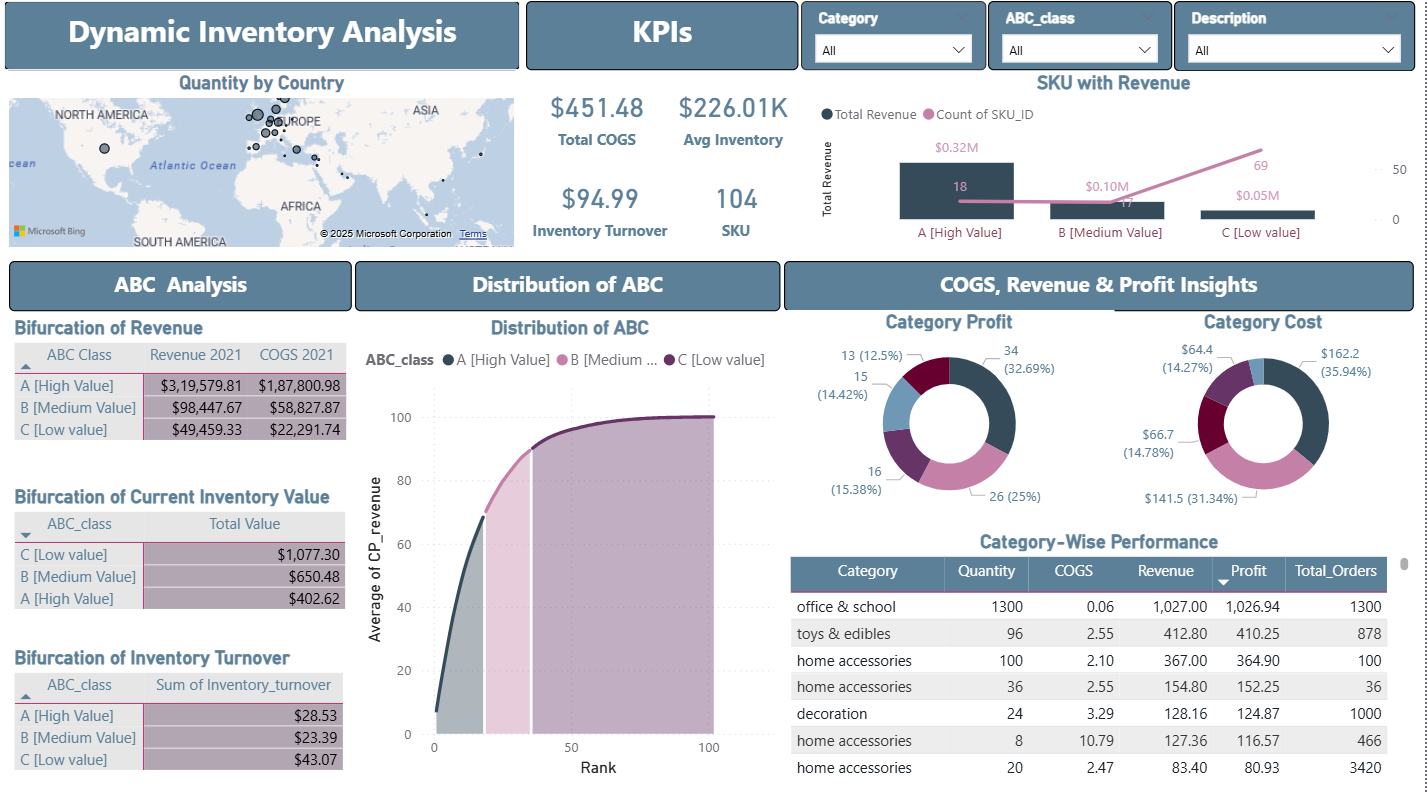 Dynamic Inventory Analysis
KPIs
Category
All
ABC_class
All
Description
All
Quantity by Country
NORTH AMERICA
EUROPE
ASIA
cean
Atlantic Ocean
AFRICA
SOUTH AMERICA
Microsoft Bing
© 2025 Microsoft Corporation Terms
$451.48
Total COGS
$226.01K
Avg Inventory
$94.99
Inventory Turnover
104
SKU
SKU with Revenue
Total Revenue Count of SKU_ID
Total Revenue
$0.32M
18
$0.10M
17
69
$0.05M
50
0
A [High Value] B [Medium Value] C [Low value]
ABC Analysis
Distribution of ABC
COGS, Revenue & Profit Insights
Bifurcation of Revenue
ABC Class Revenue 2021 COGS 2021
A [High Value] $3,19,579.81 $1,87,800.98
B [Medium Value] $98,447.67 $58,827.87
C [Low value] $49,459.33 $22,291.74
Bifurcation of Current Inventory Value
ABC_class Total Value
C [Low value] $1,077.30
B [Medium Value] $650.48
A [High Value] $402.62
Bifurcation of Inventory Turnover
ABC_class Sum of Inventory_turnover
A [High Value] $28.53
B [Medium Value] $23.39
C [Low value] $43.07
Distribution of ABC
ABC_class A [High Value] B [Medium ... C [Low value]
Average of CP_revenue
100
80
60
40
20
0
0 50 100
Rank
Category Profit
13 (12.5%)
34
(32.69%)
15
(14.42%)
16
(15.38%)
26 (25%)
Category Cost
$64.4
(14.27%)
$162.2
(35.94%)
$66.7
(14.78%)
$141.5 (31.34%)
Category-Wise Performance
Category Quantity COGS Revenue Profit Total_Orders
office & school 1300 0.06 1,027.00 1,026.94 1300
toys & edibles 96 2.55 412.80 410.25 878
home accessories 100 2.10 367.00 364.90 100
home accessories 36 2.55 154.80 152.25 36
decoration 24 3.29 128.16 124.87 1000
home accessories 8 10.79 127.36 116.57 466
home accessories 20 2.47 83.40 80.93 3420